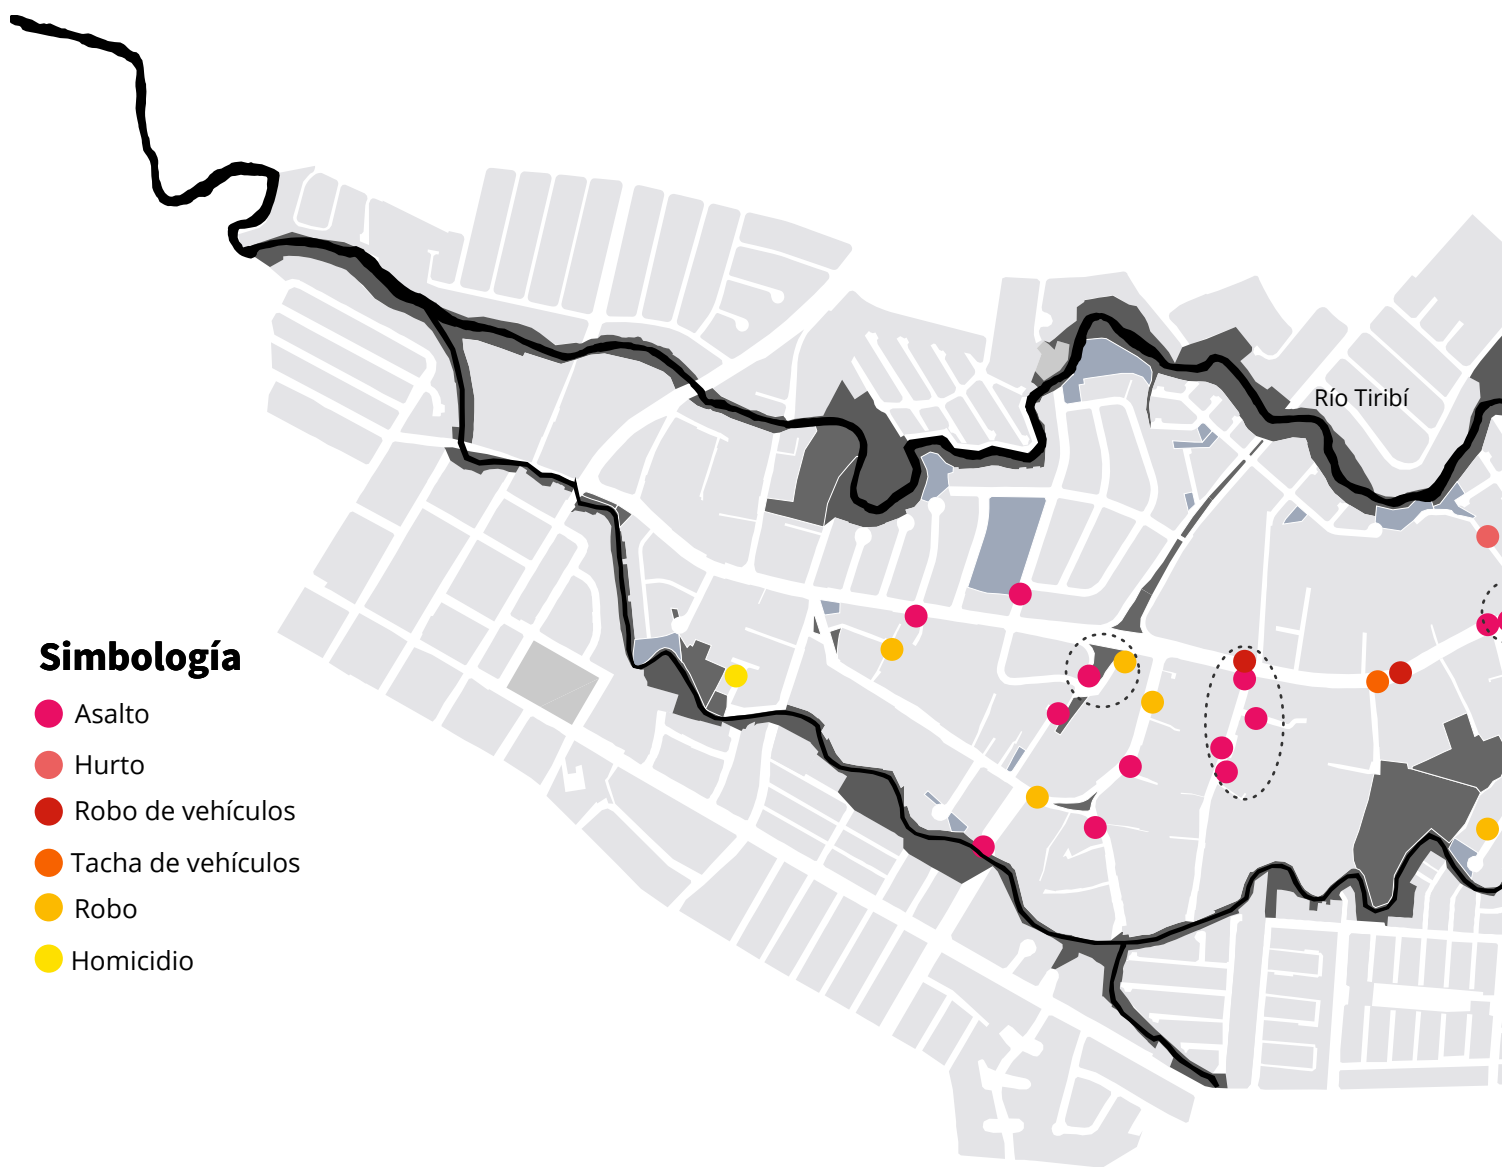 Río Tiribí
Simbología
Asalto
Hurto
Robo de vehículos
Tacha de vehículos
Robo
Homicidio